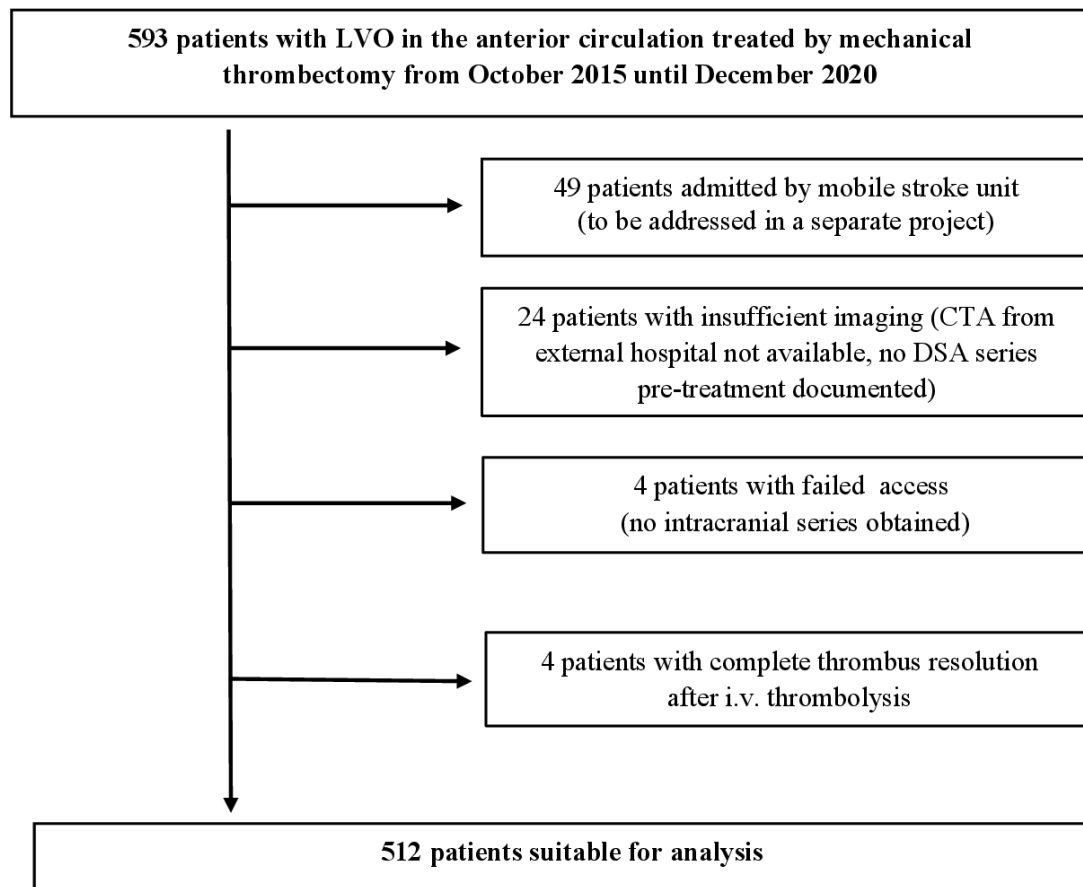 593 patients with LVO in the anterior circulation treated by mechanical
thrombectomy from October 2015 until December 2020
49 patients admitted by mobile stroke unit
(to be addressed in a separate project)
24 patients with insufficient imaging (CTA from
external hospital not available, no DSA series
pre-treatment documented)
4 patients with failed  access
(no intracranial series obtained)
4 patients with complete thrombus resolution
after i.v. thrombolysis
512 patients suitable for analysis